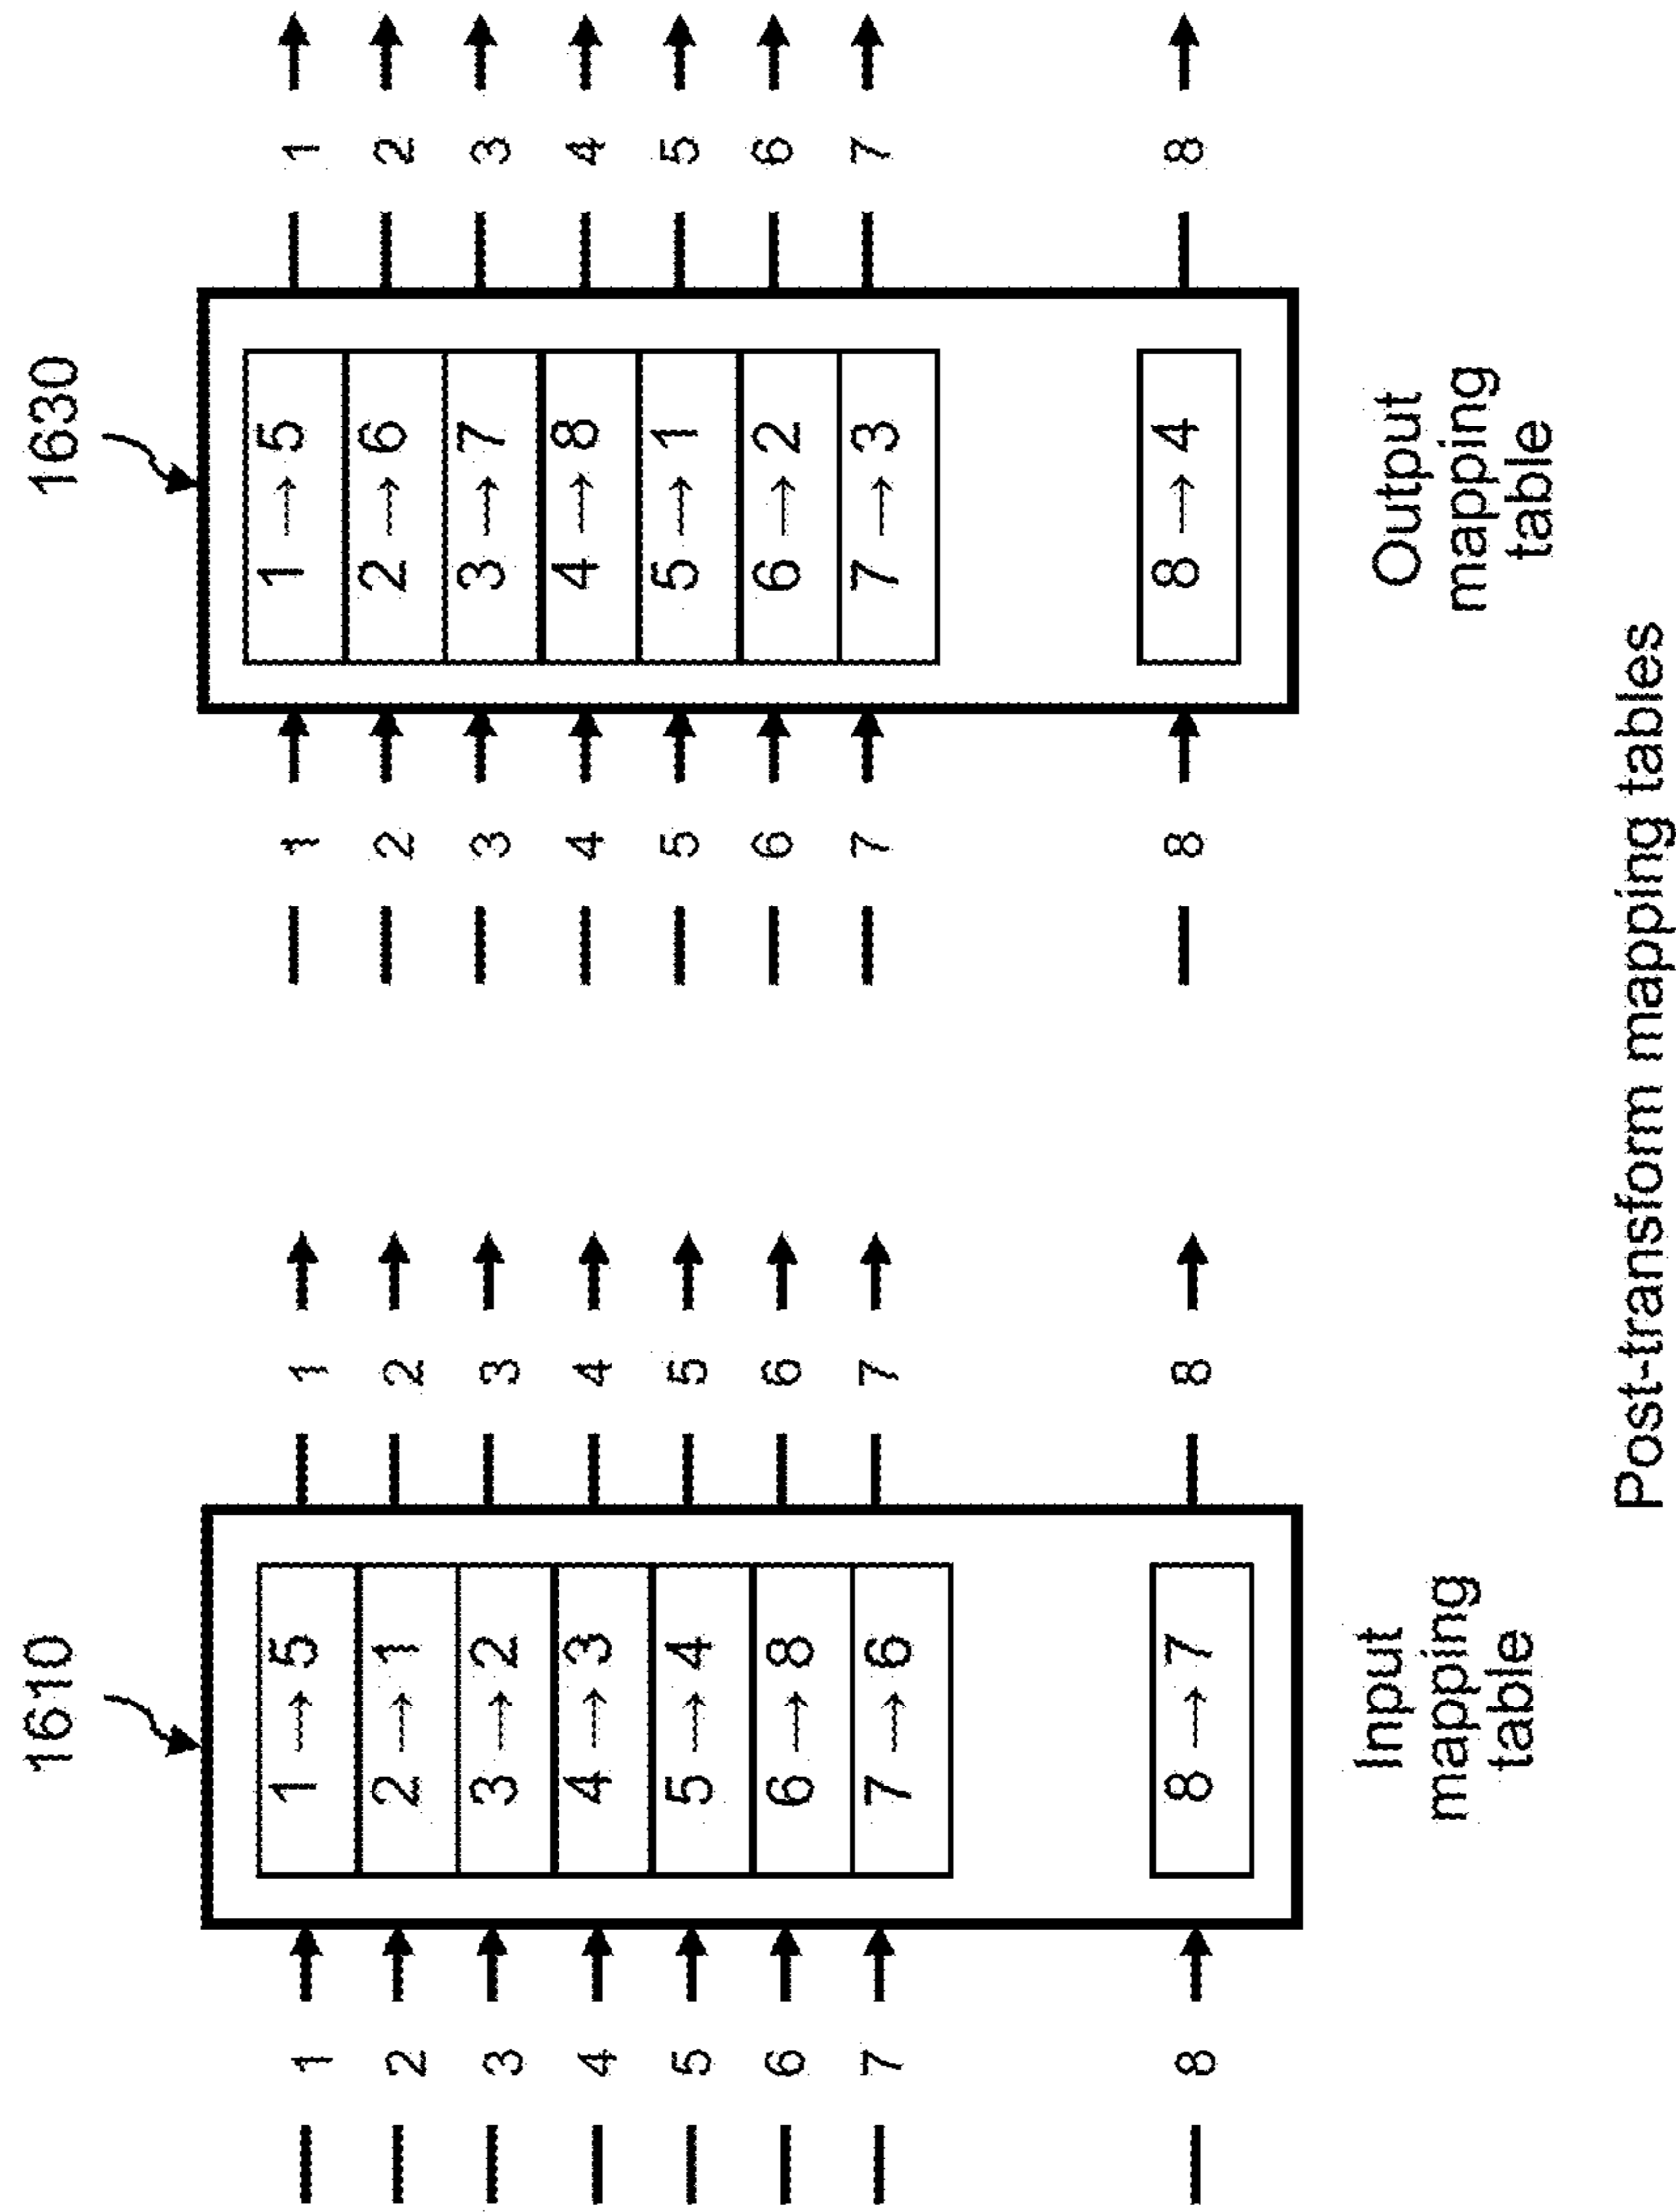 1610
1 → 5
2 → 1
3 → 2
4 → 3
5 → 4
6 → 8
7 → 6
8 → 7
1
2
3
4
5
6
7
8
1
2
3
4
5
6
7
8
Input
mapping
table
1630
1 → 5
2 → 6
3 → 7
4 → 8
5 → 1
6 → 2
7 → 3
8 → 4
1
2
3
4
5
6
7
8
1
2
3
4
5
6
7
8
Output
mapping
table
Post-transform mapping tables